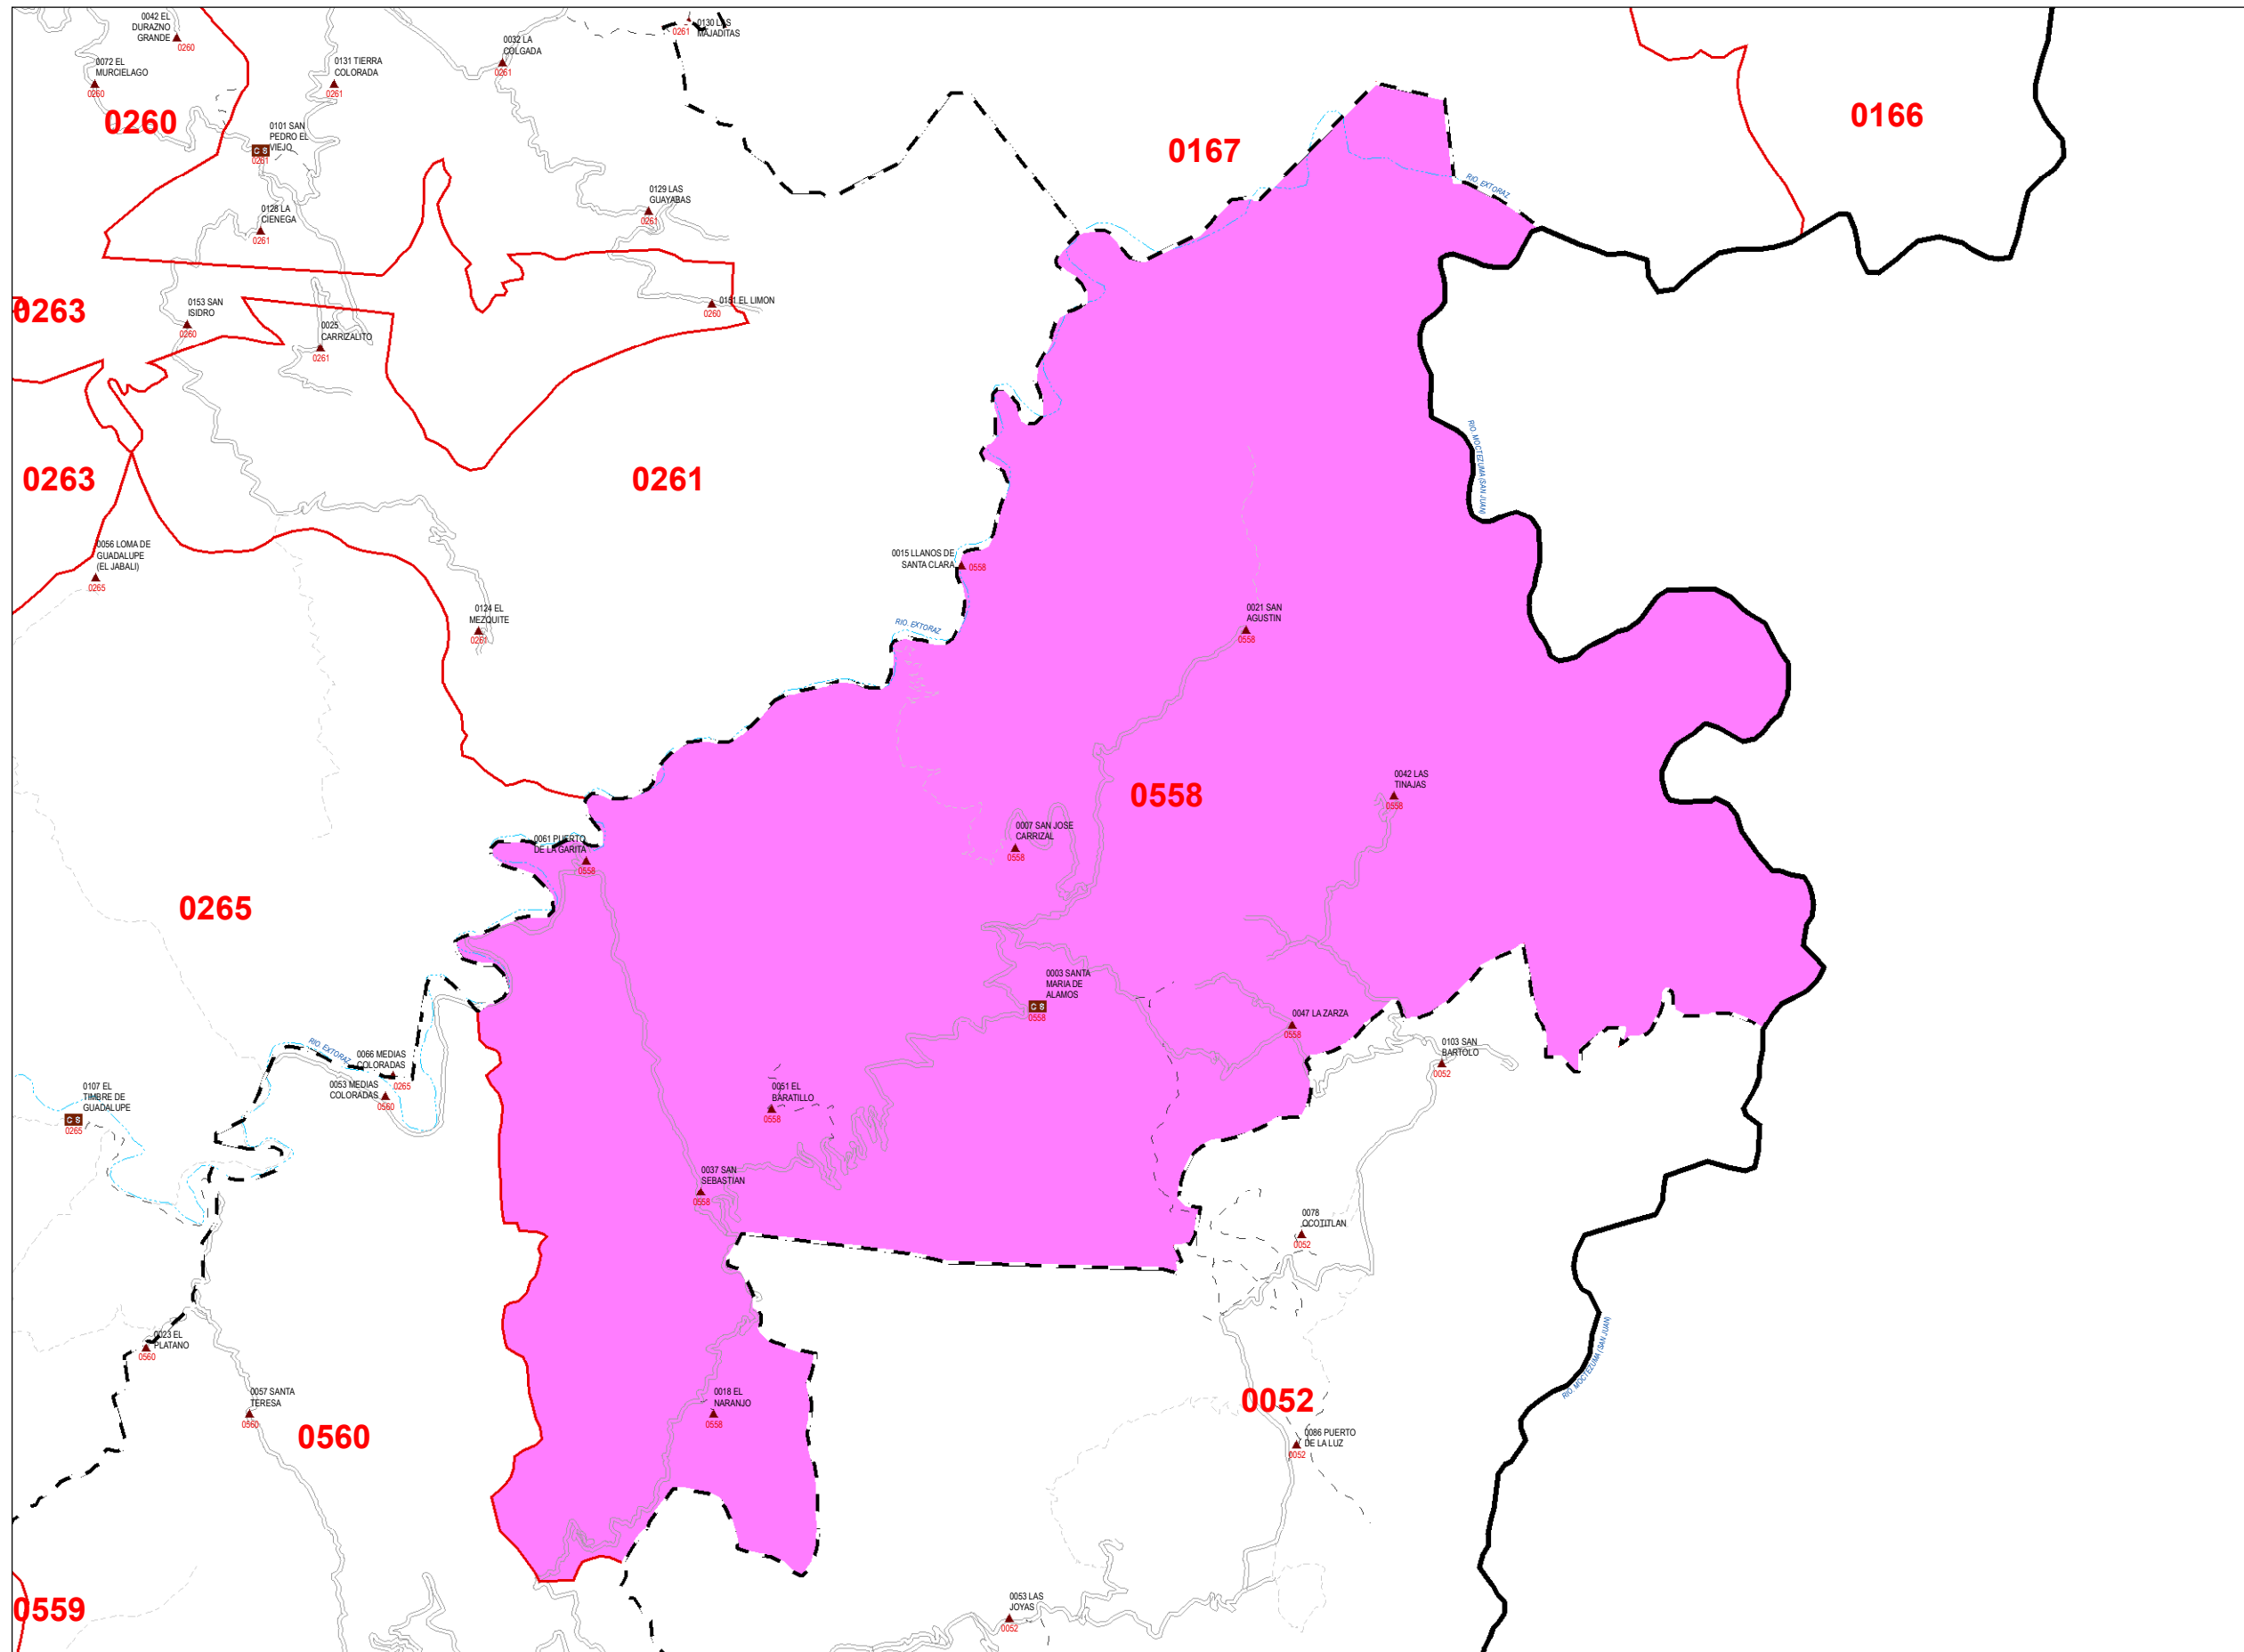 0042 EL
DURAZNO
GRANDE
0260
0072 EL
MURCIELAGO
0260
0260
0131 TIERRA
COLORADA
0261
0032 LA
COLGADA
0261
0130 LAS
MAJADITAS
0261
0101 SAN
PEDRO EL
VIEJO
C S
0261
0128 LA
CIENEGA
0261
0129 LAS
GUAYABAS
0261
0167
0166
RIO. EXTORAZ
0263
0153 SAN
ISIDRO
0260
0025
CARRIZALITO
0261
0151 EL LIMON
0260
0263
0261
RIO. MOCTEZUMA (SAN JUAN)
0056 LOMA DE
GUADALUPE
(EL JABALI)
0265
0015 LLANOS DE
SANTA CLARA
0558
0124 EL
MEZQUITE
0261
RIO. EXTORAZ
0021 SAN
AGUSTIN
0558
0558
0042 LAS
TINAJAS
0558
0061 PUERTO
DE LA GARITA
0558
0007 SAN JOSE
CARRIZAL
0558
0265
0003 SANTA
MARIA DE
ALAMOS
C S
0558
0047 LA ZARZA
0558
0103 SAN
BARTOLO
0052
RIO. EXTORAZ
0066 MEDIAS
COLORADAS
0265
0053 MEDIAS
COLORADAS
0560
0107 EL
TIMBRE DE
GUADALUPE
C S
0265
0051 EL
BARATILLO
0558
0037 SAN
SEBASTIAN
0558
0078
OCOTITLAN
0052
0023 EL
PLATANO
0560
0057 SANTA
TERESA
0560
0560
0018 EL
NARANJO
0558
0052
RIO. MOCTEZUMA (SAN JUAN)
0086 PUERTO
DE LA LUZ
0052
0559
0053 LAS
JOYAS
0052